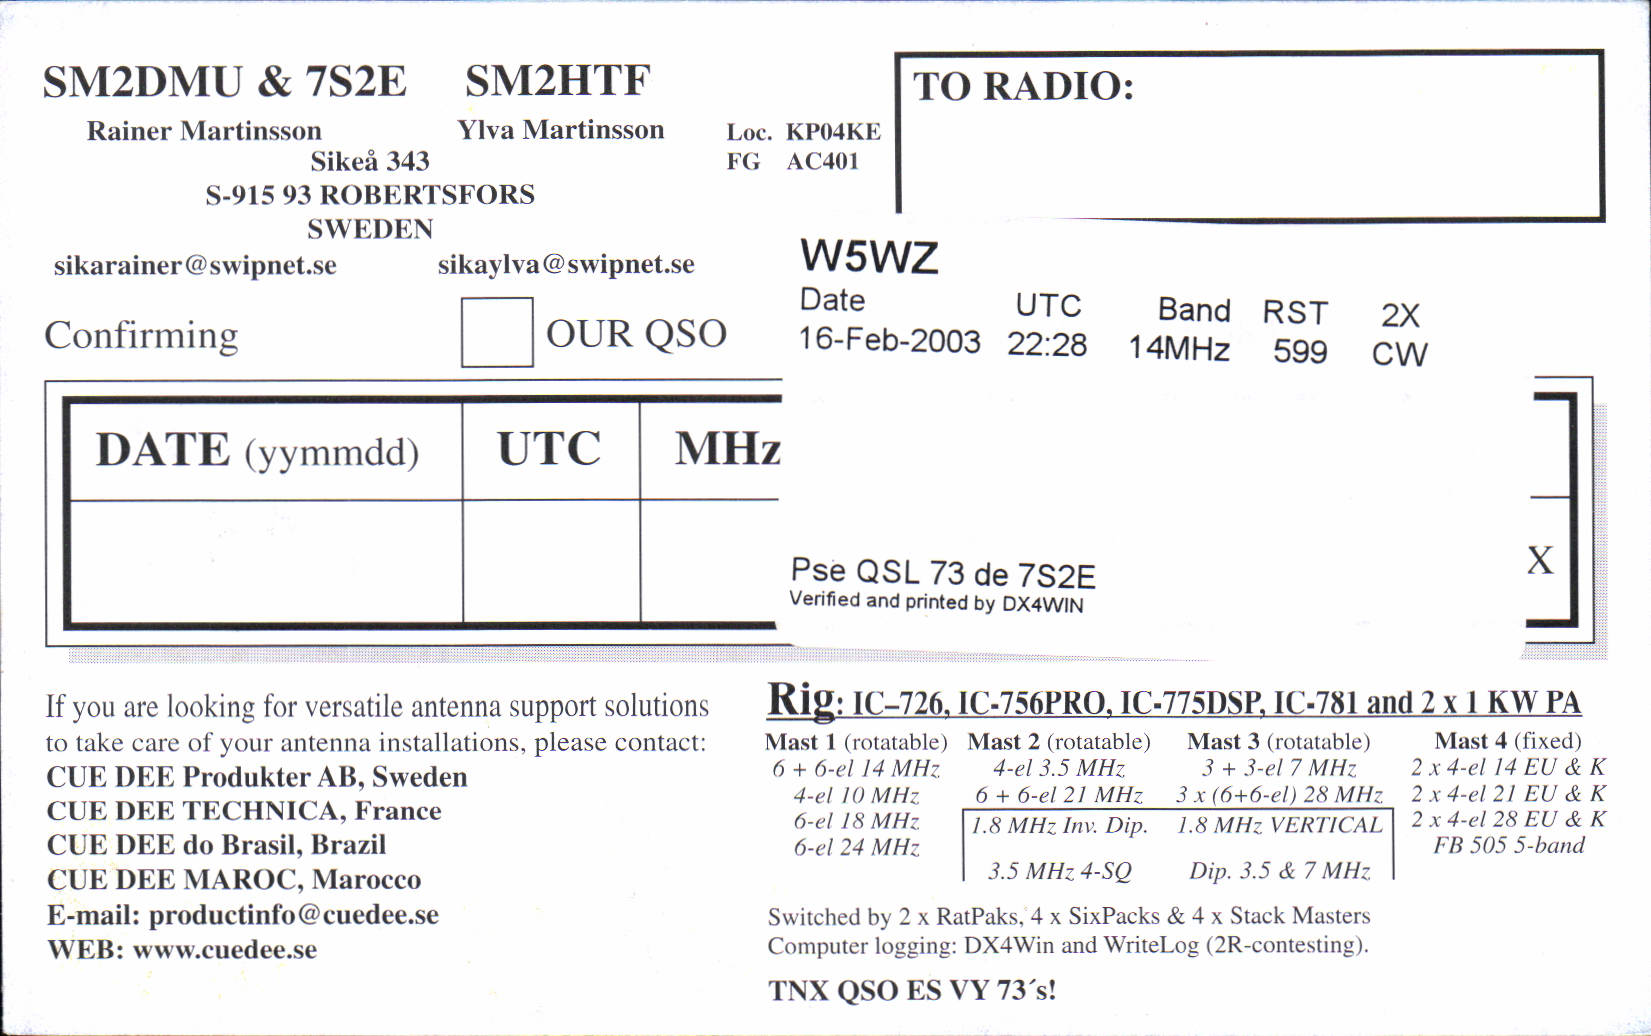 SM2DMU & 7S2E SM2HTF
Rainer Martinsson Ylva Martinsson
Sikeå 343
S-915 93 ROBERTSFORS
SWEDEN
sikarainer@swipnet.se sikaylva@swipnet.se
Loc. KP04KE
FG AC401
TO RADIO:
Confirming OUR QSO
W5WZ
Date UTC Band RST 2X
16-Feb-2003 22:28 14MHz 599 CW
DATE (yymmdd) UTC MHz
X
Pse QSL 73 de 7S2E
Verified and printed by DX4WIN
If you are looking for versatile antenna support solutions
to take care of your antenna installations, please contact:
CUE DEE Produkter AB, Sweden
CUE DEE TECHNICA, France
CUE DEE do Brasil, Brazil
CUE DEE MAROC, Marocco
E-mail: productinfo@cuedee.se
WEB: www.cuedee.se
Rig: IC–726, IC-756PRO, IC-775DSP, IC-781 and 2 x 1 KW PA
Mast 1 (rotatable) Mast 2 (rotatable) Mast 3 (rotatable) Mast 4 (fixed)
6 + 6-el 14 MHz 4-el 3.5 MHz 3 + 3-el 7 MHz 2 x 4-el 14 EU & K
4-el 10 MHz 6 + 6-el 21 MHz 3 x (6+6-el) 28 MHz 2 x 4-el 21 EU & K
6-el 18 MHz 1.8 MHz Inv. Dip. 1.8 MHz VERTICAL 2 x 4-el 28 EU & K
6-el 24 MHz FB 505 5-band
3.5 MHz 4-SQ Dip. 3.5 & 7 MHz
Switched by 2 x RatPaks, 4 x SixPacks & 4 x Stack Masters
Computer logging: DX4Win and WriteLog (2R-contesting).
TNX QSO ES VY 73´s!